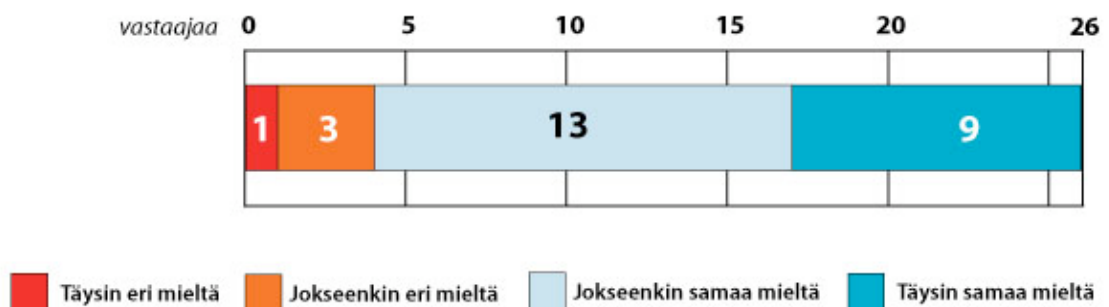 vastaajaa 0 5 10 15 20 26
1 3 13 9
Täysin eri mieltä Jokseenkin eri mieltä Jokseenkin samaa mieltä Täysin samaa mieltä